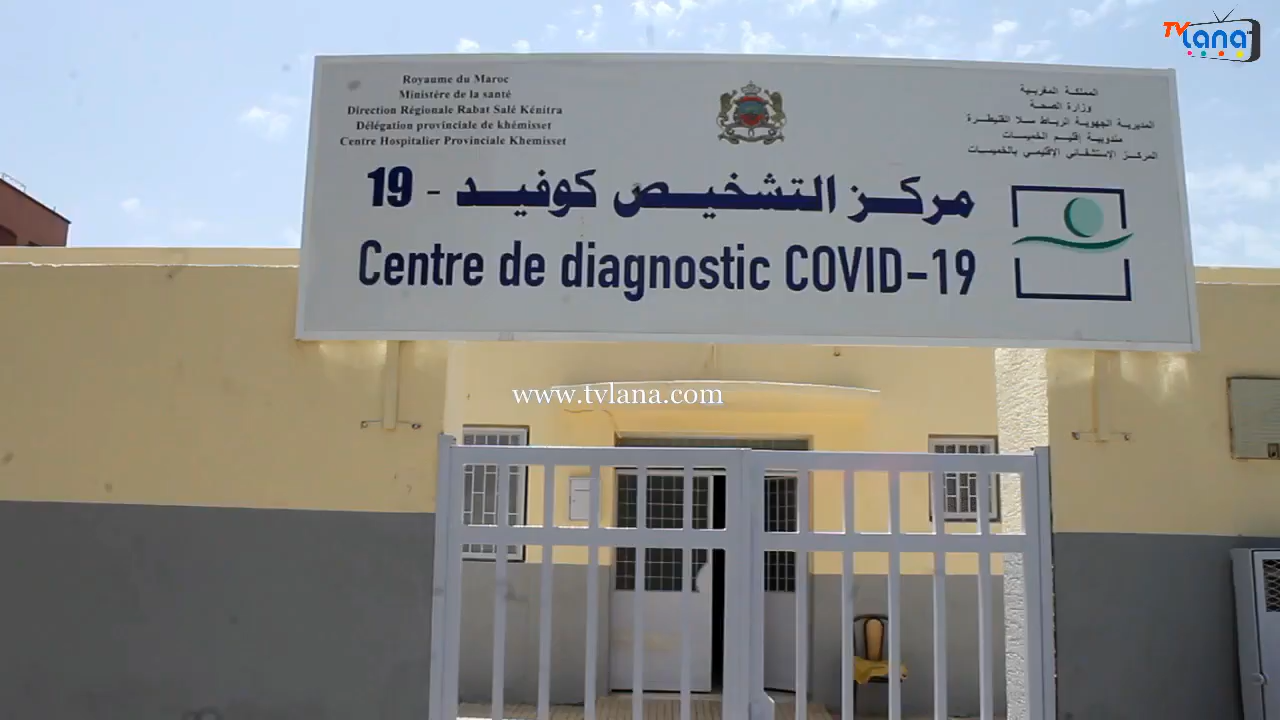 TV
Lana
Royaume du Maroc
Ministère de la santé
Direction Régionale Rabat Salé Kénitra
Délégation provinciale de khémisset
Centre Hospitalier Provinciale Khemisset
المملكة المغربية
وزارة الصحة
المديرية الجهوية الرباط سلا القنيطرة
مندوبية إقليم الخميسات
المركز الإستشفائي الإقليمي بالخميسات
مركز التشخيص كوفيد - 19
Centre de diagnostic COVID-19
www.tvlana.com